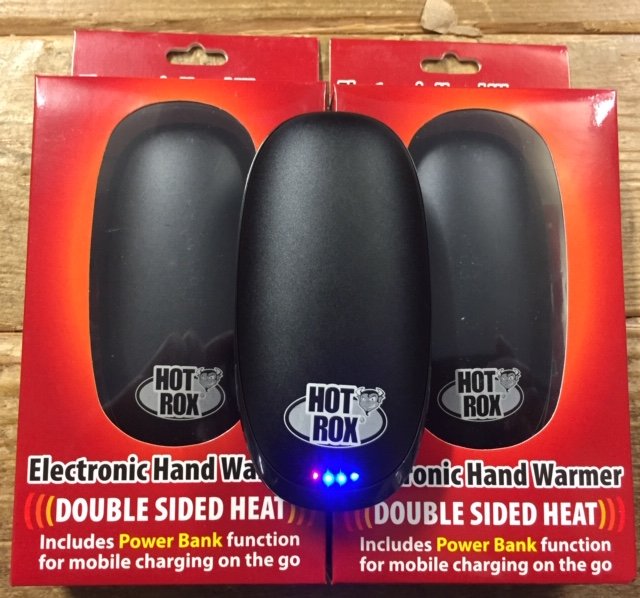 HOT
ROX
Electronic Hand Wa
DOUBLE SIDED HEAT
Includes Power Bank function
for mobile charging on the go
HOT
ROX
HOT
ROX
ronic Hand Warmer
DOUBLE SIDED HEAT
Includes Power Bank function
for mobile charging on the go